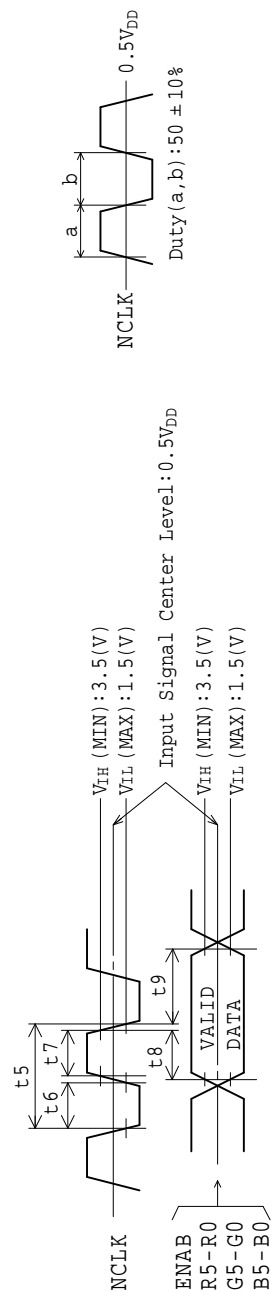 t5
t6
t7
NCLK
VIH (MIN):3.5(V)
VIL (MAX):1.5(V)
Input Signal Center Level:0.5VDD
t8
t9
ENAB
R5-R0
G5-G0
B5-B0
VALID
DATA
VIH (MIN):3.5(V)
VIL (MAX):1.5(V)
a
b
NCLK
0.5VDD
Duty(a,b):50 ± 10%